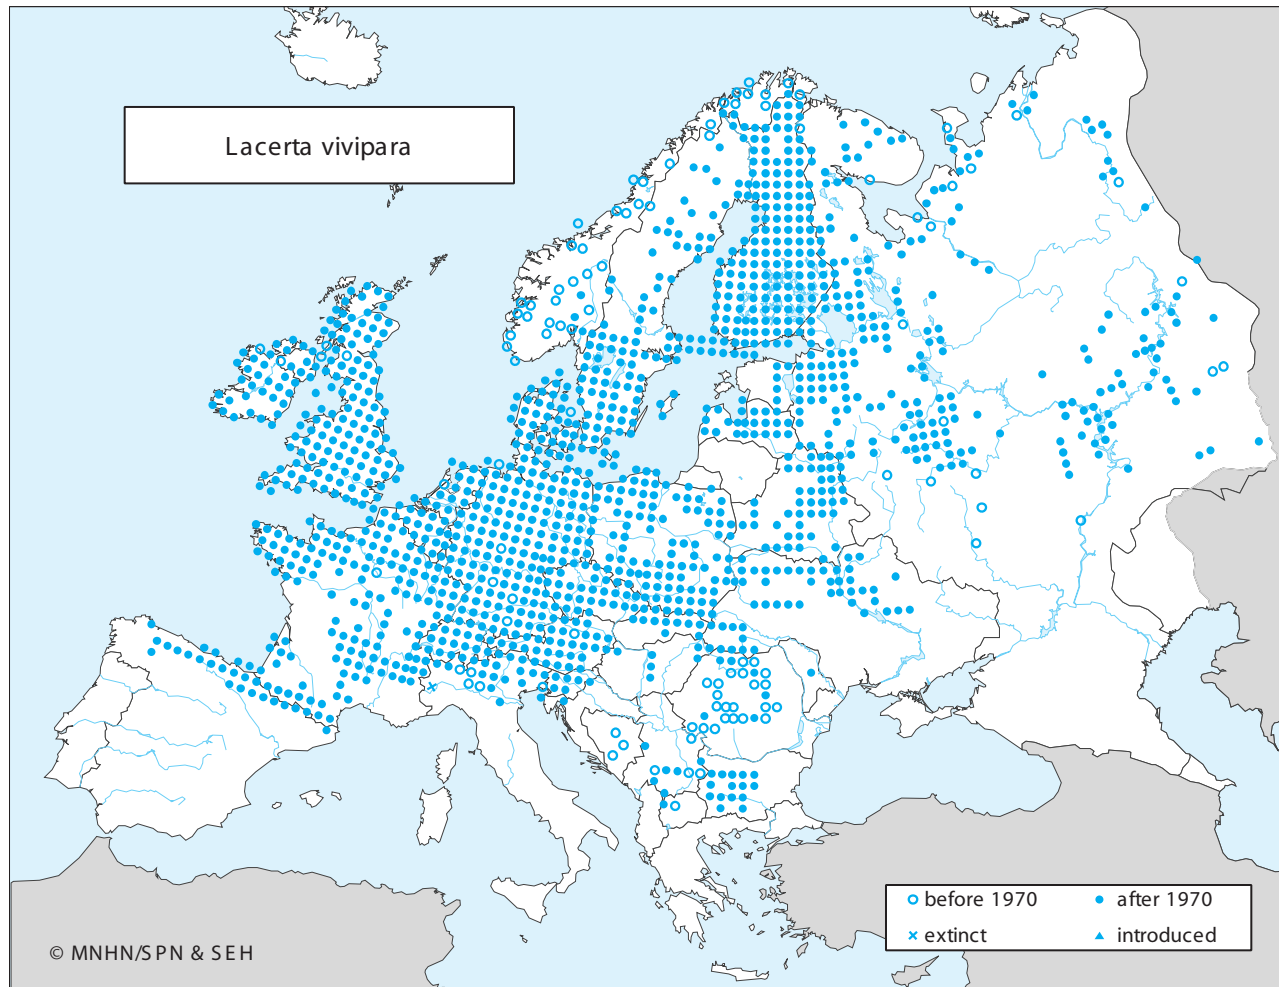 Lacerta vivipara
before 1970
after 1970
extinct
introduced
© MNHN/SPN & SEH